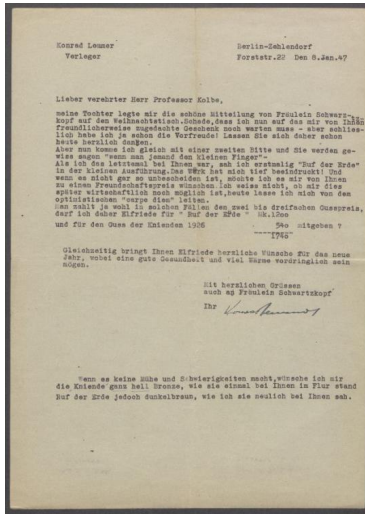 Konrad Lemmer Berlin-Zehlendorf
Verleger Forststr.22 Den 8.Jan.47
Lieber verehrter Herr Professor Kolbe,
meine Tochter legte mir die schöne Mitteilung von Fräulein Schwartz-
kopf auf den Weihnachtstisch.Schade,dass ich nun auf das mir von Ihnen
freundlicherweise zugedachte Geschenk noch warten muss - aber schliess-
lich habe ich ja schon die Vorfreude! Lassen Sie sich daher schon
heute herzlich danken.
Aber nun komme ich gleich mit einer zweiten Bitte und Sie werden ge-
wiss sagen "wenn man jemand den kleinen Finger"-
Als ich das letztemal bei Ihnen war, sah ich erstmalig "Ruf der Erde"
in der kleinen Ausführung.Das Werk hat mich tief beeindruckt! Und
wenn es nicht gar so unbescheiden ist, möchte ich es mir von Ihnen
zu einem Freundschaftspreis wünschen.Ich weiss nicht, ob mir dies
später wirtschaftlich noch möglich ist,heute lasse ich mich von dem
optimistischen "carpe diem" leiten.
Man zahlt ja wohl in solchen Fällen den zwei bis dreifachen Gusspreis,
darf ich daher Elfriede für " Ruf der Erde " Mk.1200
und für den Guss der Knienden 1926 540 mitgeben ?
1740
Gleichzeitig bringt Ihnen Elfriede herzliche Wünsche für das neue
Jahr, wobei eine gute Gesundheit und viel Wärme vordringlich sein
mögen.
Mit herzlichen Grüssen
auch an Fräulein Schwartzkopf
Ihr
Wenn es keine Mühe und Schwierigkeiten macht,wünsche ich mir
die Kniende ganz hell Bronze, wie sie einmal bei Ihnen im Flur stand
Ruf der Erde jedoch dunkelbraun, wie ich sie neulich bei Ihnen sah.